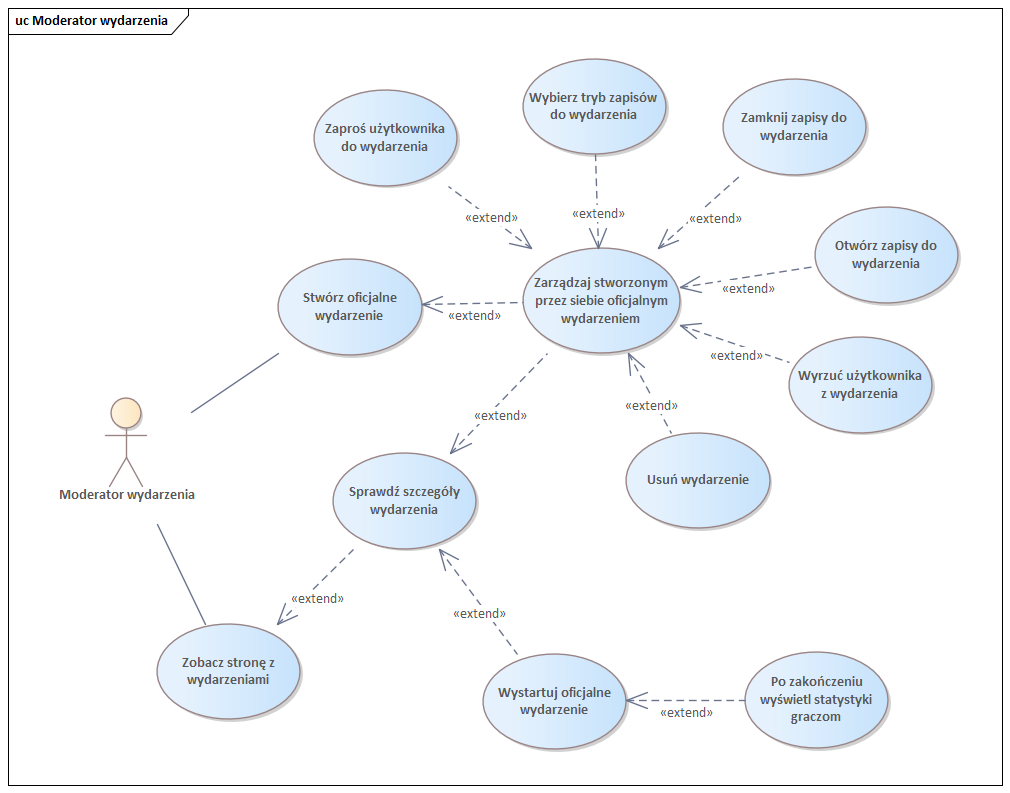 uc Moderator wydarzenia
Wybierz tryb zapisów
do wydarzenia
Zaproś użytkownika
do wydarzenia
Zamknij zapisy do
wydarzenia
«extend»
«extend»
«extend»
Otwórz zapisy do
wydarzenia
Stwórz oficjalne
wydarzenie
Zarządzaj stworzonym
przez siebie oficjalnym
wydarzeniem
«extend»
«extend»
«extend»
Wyrzuć użytkownika
z wydarzenia
«extend»
«extend»
Moderator wydarzenia
Sprawdź szczegóły
wydarzenia
Usuń wydarzenie
«extend»
«extend»
Zobacz stronę z
wydarzeniami
Wystartuj oficjalne
wydarzenie
«extend»
Po zakończeniu
wyświetl statystyki
graczom